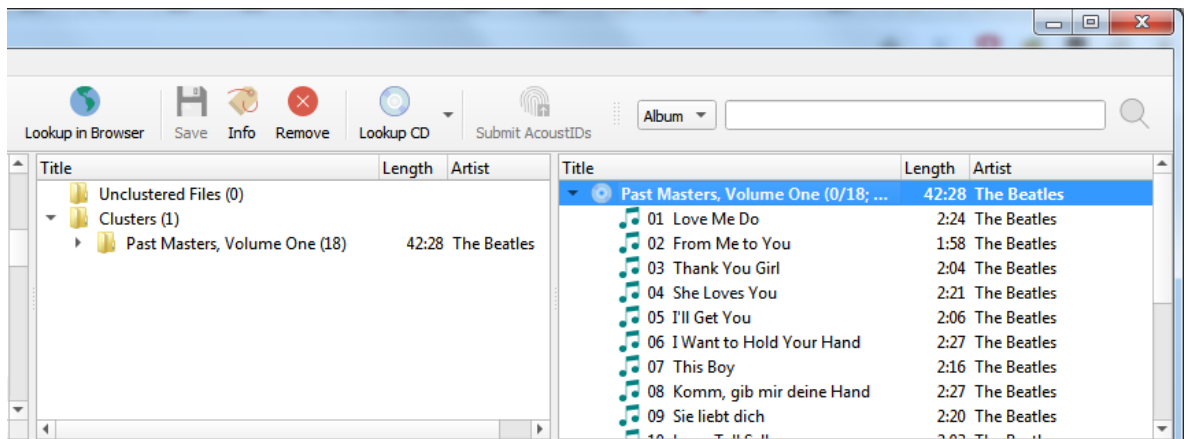 Lookup in Browser Save Info Remove Lookup CD Submit AcoustIDs Album
Title Length Artist
Unclustered Files (0)
Clusters (1)
Past Masters, Volume One (18) 42:28 The Beatles
Title Length Artist
Past Masters, Volume One (0/18; ... 42:28 The Beatles
01 Love Me Do 2:24 The Beatles
02 From Me to You 1:58 The Beatles
03 Thank You Girl 2:04 The Beatles
04 She Loves You 2:21 The Beatles
05 I'll Get You 2:06 The Beatles
06 I Want to Hold Your Hand 2:27 The Beatles
07 This Boy 2:16 The Beatles
08 Komm, gib mir deine Hand 2:27 The Beatles
09 Sie liebt dich 2:20 The Beatles